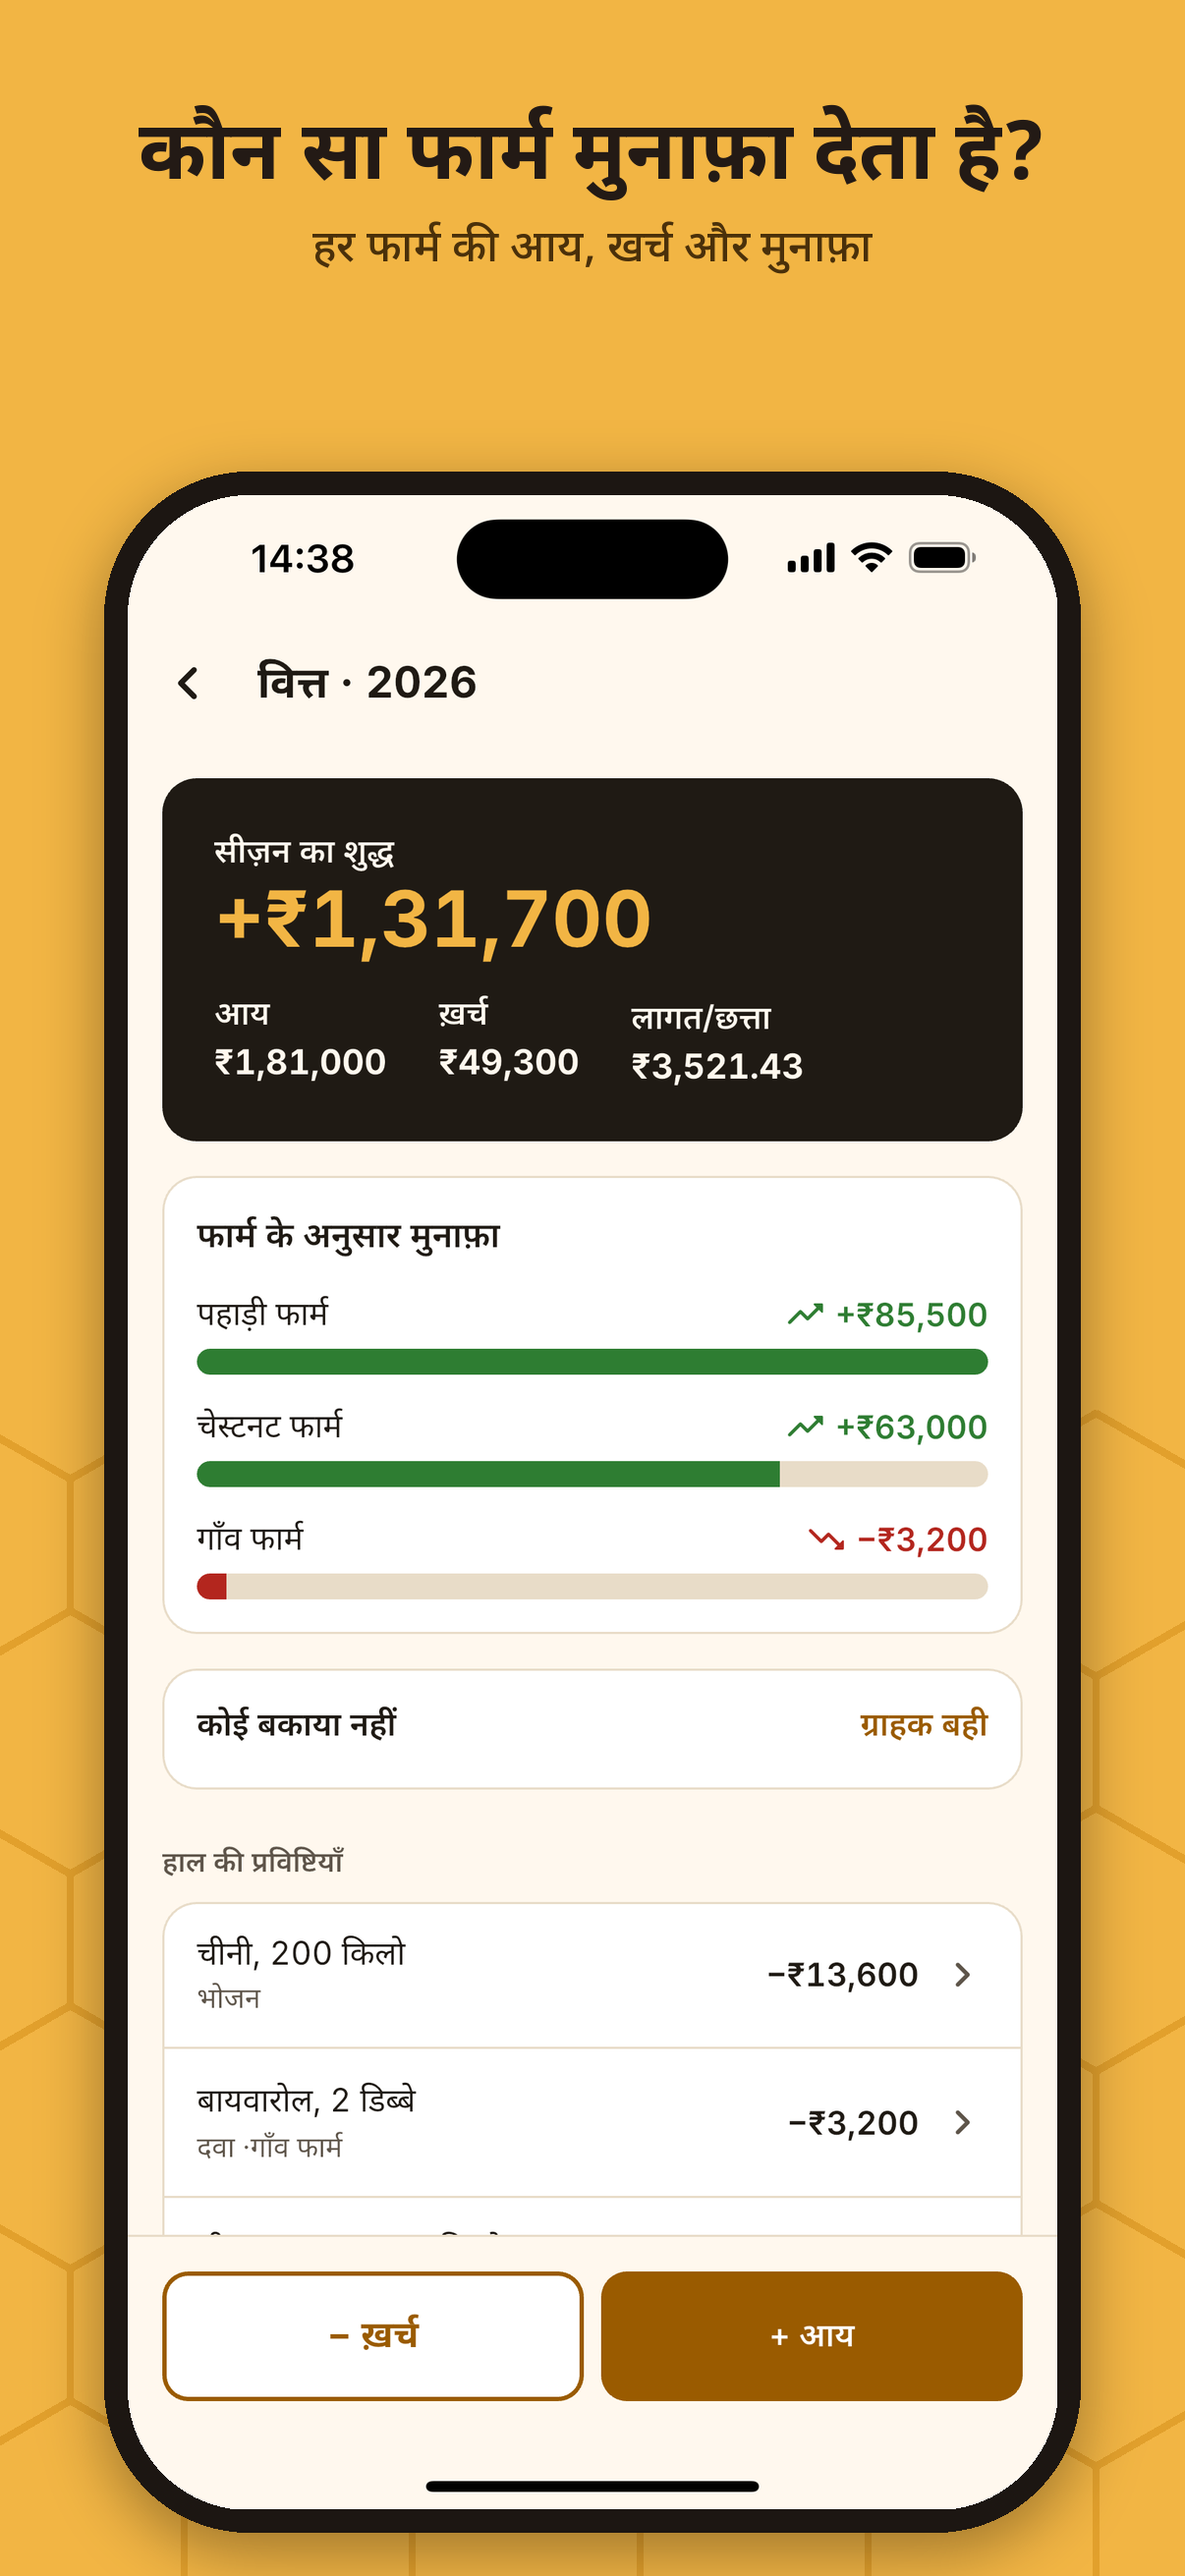 कौन सा फार्म मुनाफ़ा देता है?
हर फार्म की आय, खर्च और मुनाफ़ा
14:38
वित्त · 2026
सीज़न का शुद्ध
+₹1,31,700
आय ख़र्च लागत/छत्ता
₹1,81,000 ₹49,300 ₹3,521.43
फार्म के अनुसार मुनाफ़ा
पहाड़ी फार्म +₹85,500
चेस्टनट फार्म +₹63,000
गाँव फार्म −₹3,200
कोई बकाया नहीं ग्राहक बही
हाल की प्रविष्टियाँ
चीनी, 200 किलो −₹13,600
भोजन
बायवारोल, 2 डिब्बे −₹3,200
दवा ·गाँव फार्म
− ख़र्च + आय